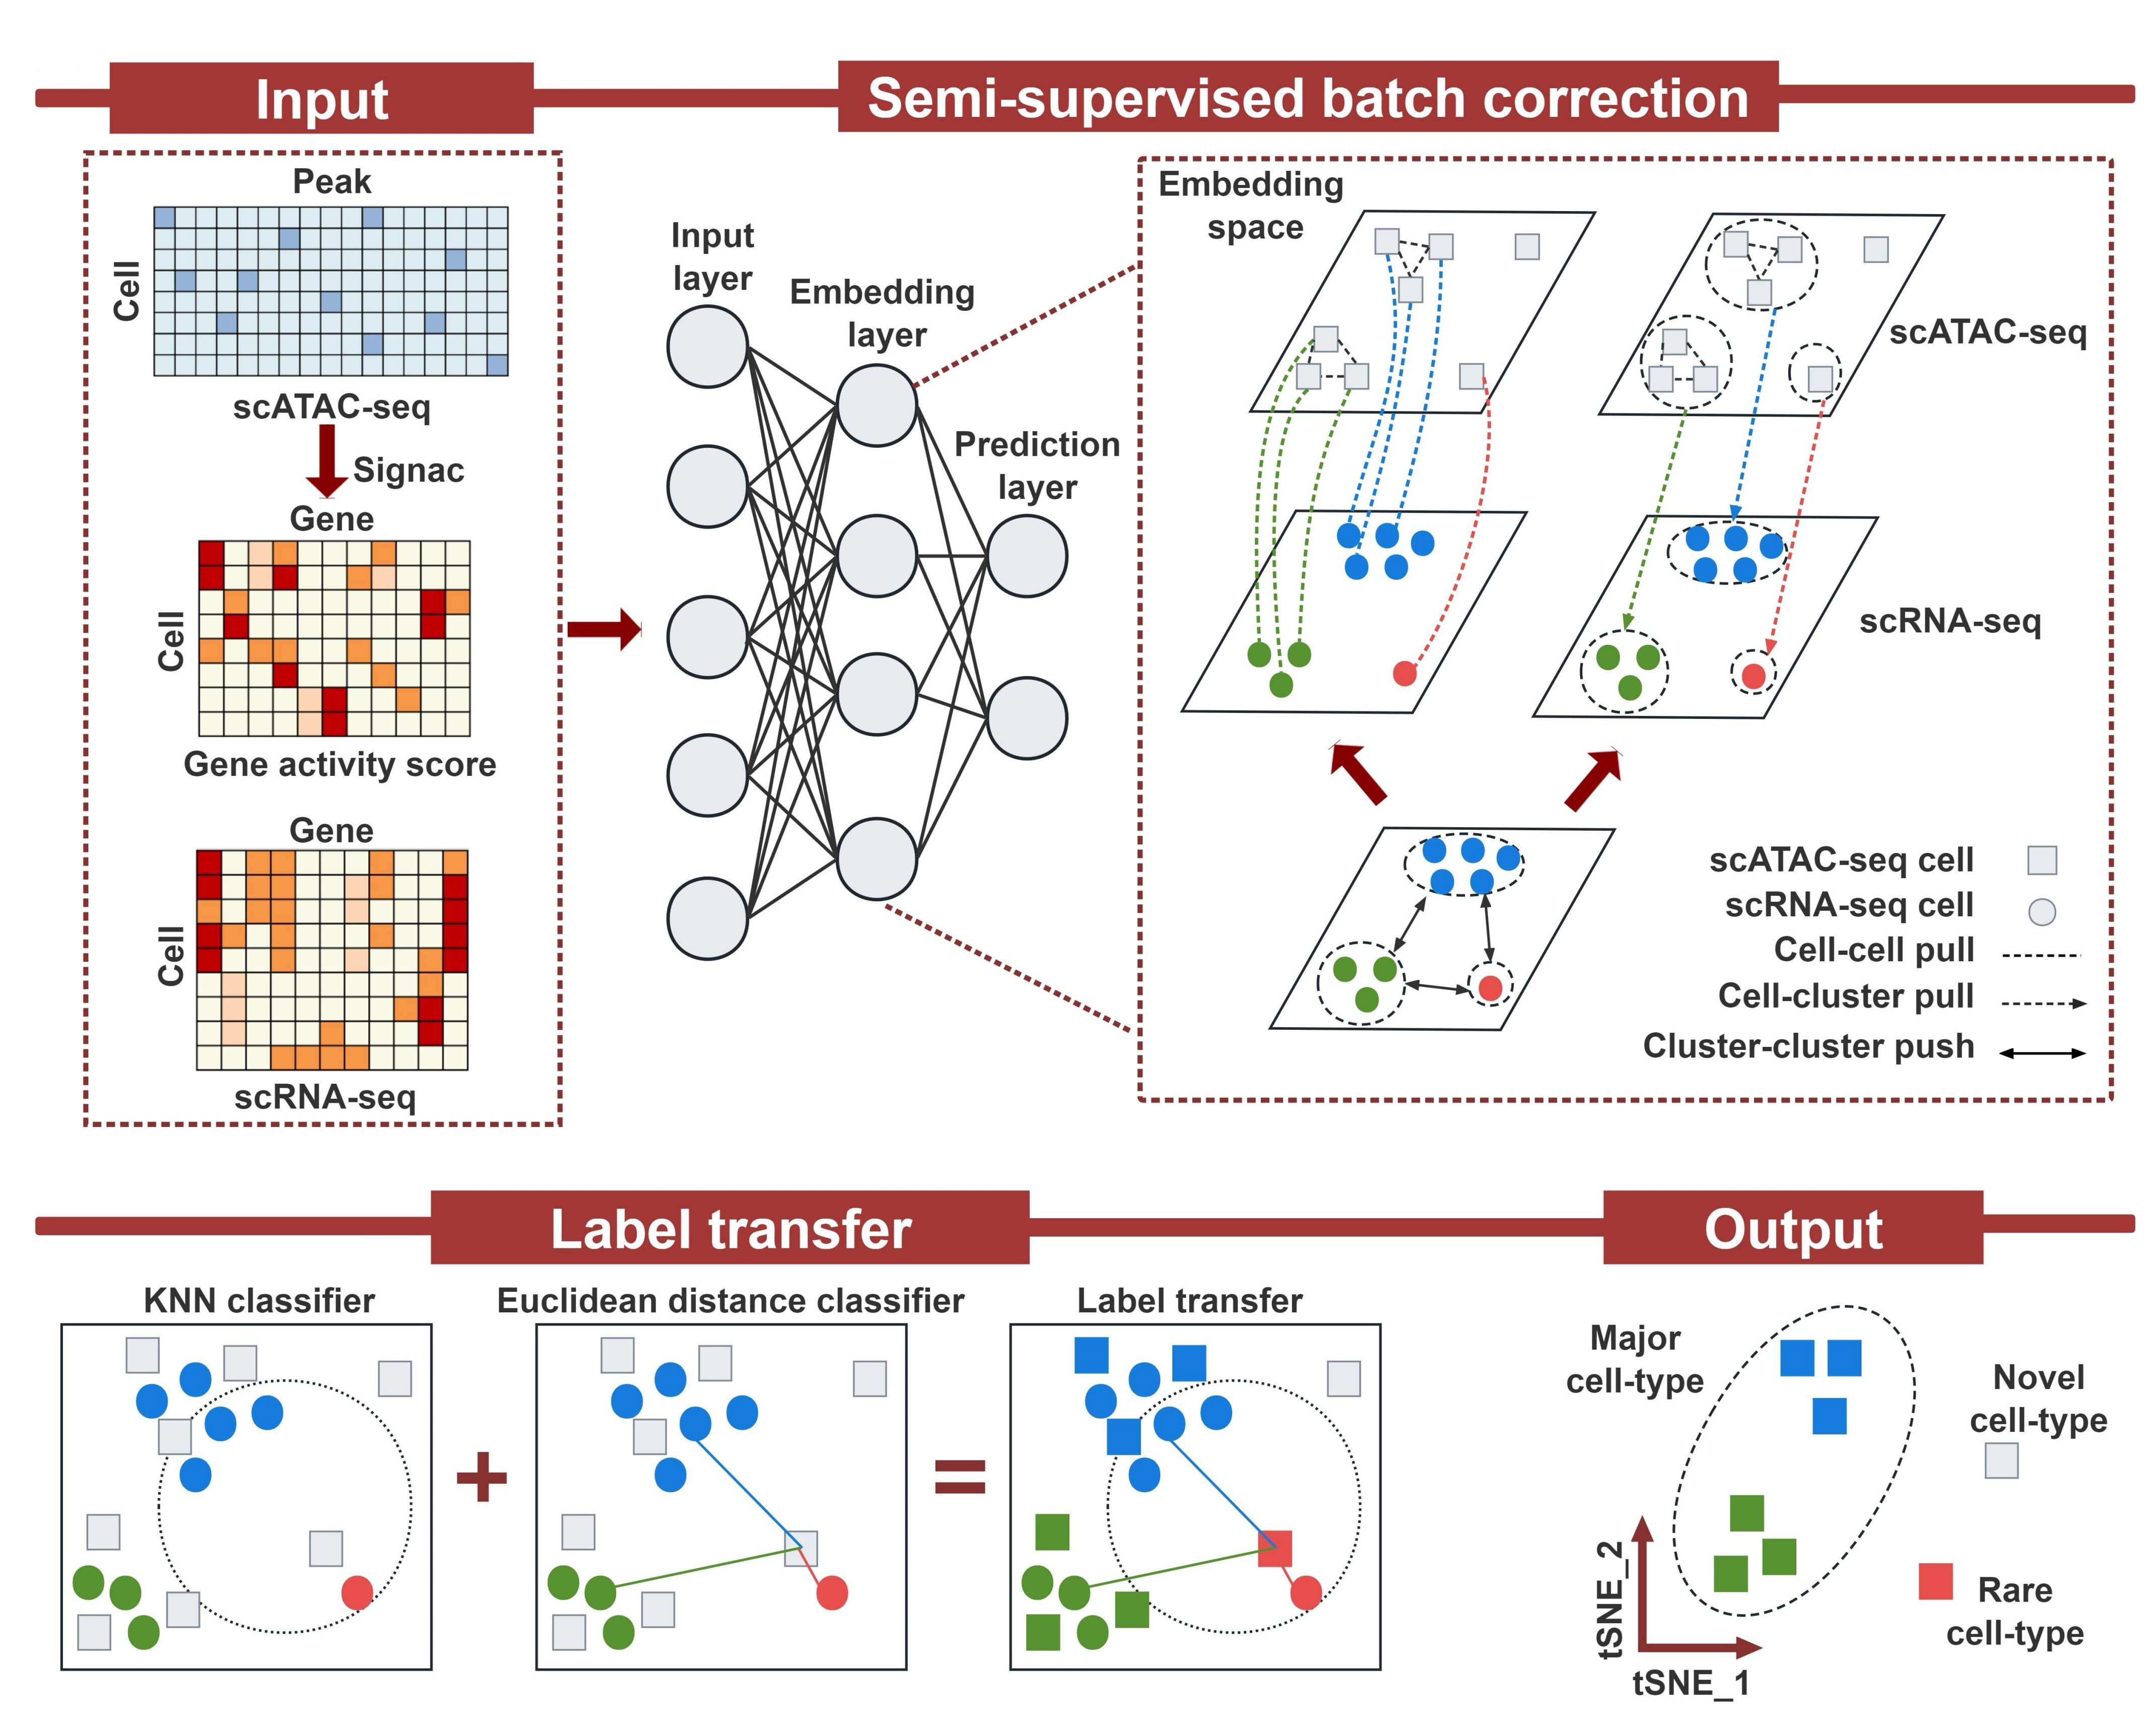 Input
Semi-supervised batch correction
Peak
Cell
scATAC-seq
Signac
Gene
Cell
Gene activity score
Gene
Cell
scRNA-seq
Input
layer
Embedding
layer
Prediction
layer
Embedding
space
scATAC-seq
scRNA-seq
scATAC-seq cell
scRNA-seq cell
Cell-cell pull
Cell-cluster pull
Cluster-cluster push
Label transfer
Output
KNN classifier
Euclidean distance classifier
Label transfer
Major
cell-type
Novel
cell-type
Rare
cell-type
tSNE_2
tSNE_1